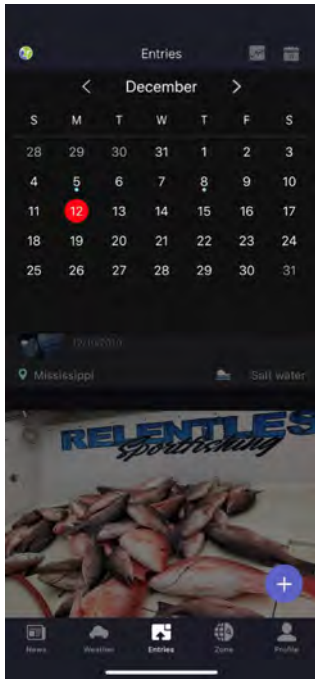 Entries
December
S M T W T F S
28 29 30 31 1 2 3
4 5 6 7 8 9 10
11 12 13 14 15 16 17
18 19 20 21 22 23 24
25 26 27 28 29 30 31
Mississippi Salt water
RELENTLES
Sportfishing
News Weather Entries Zone Profile